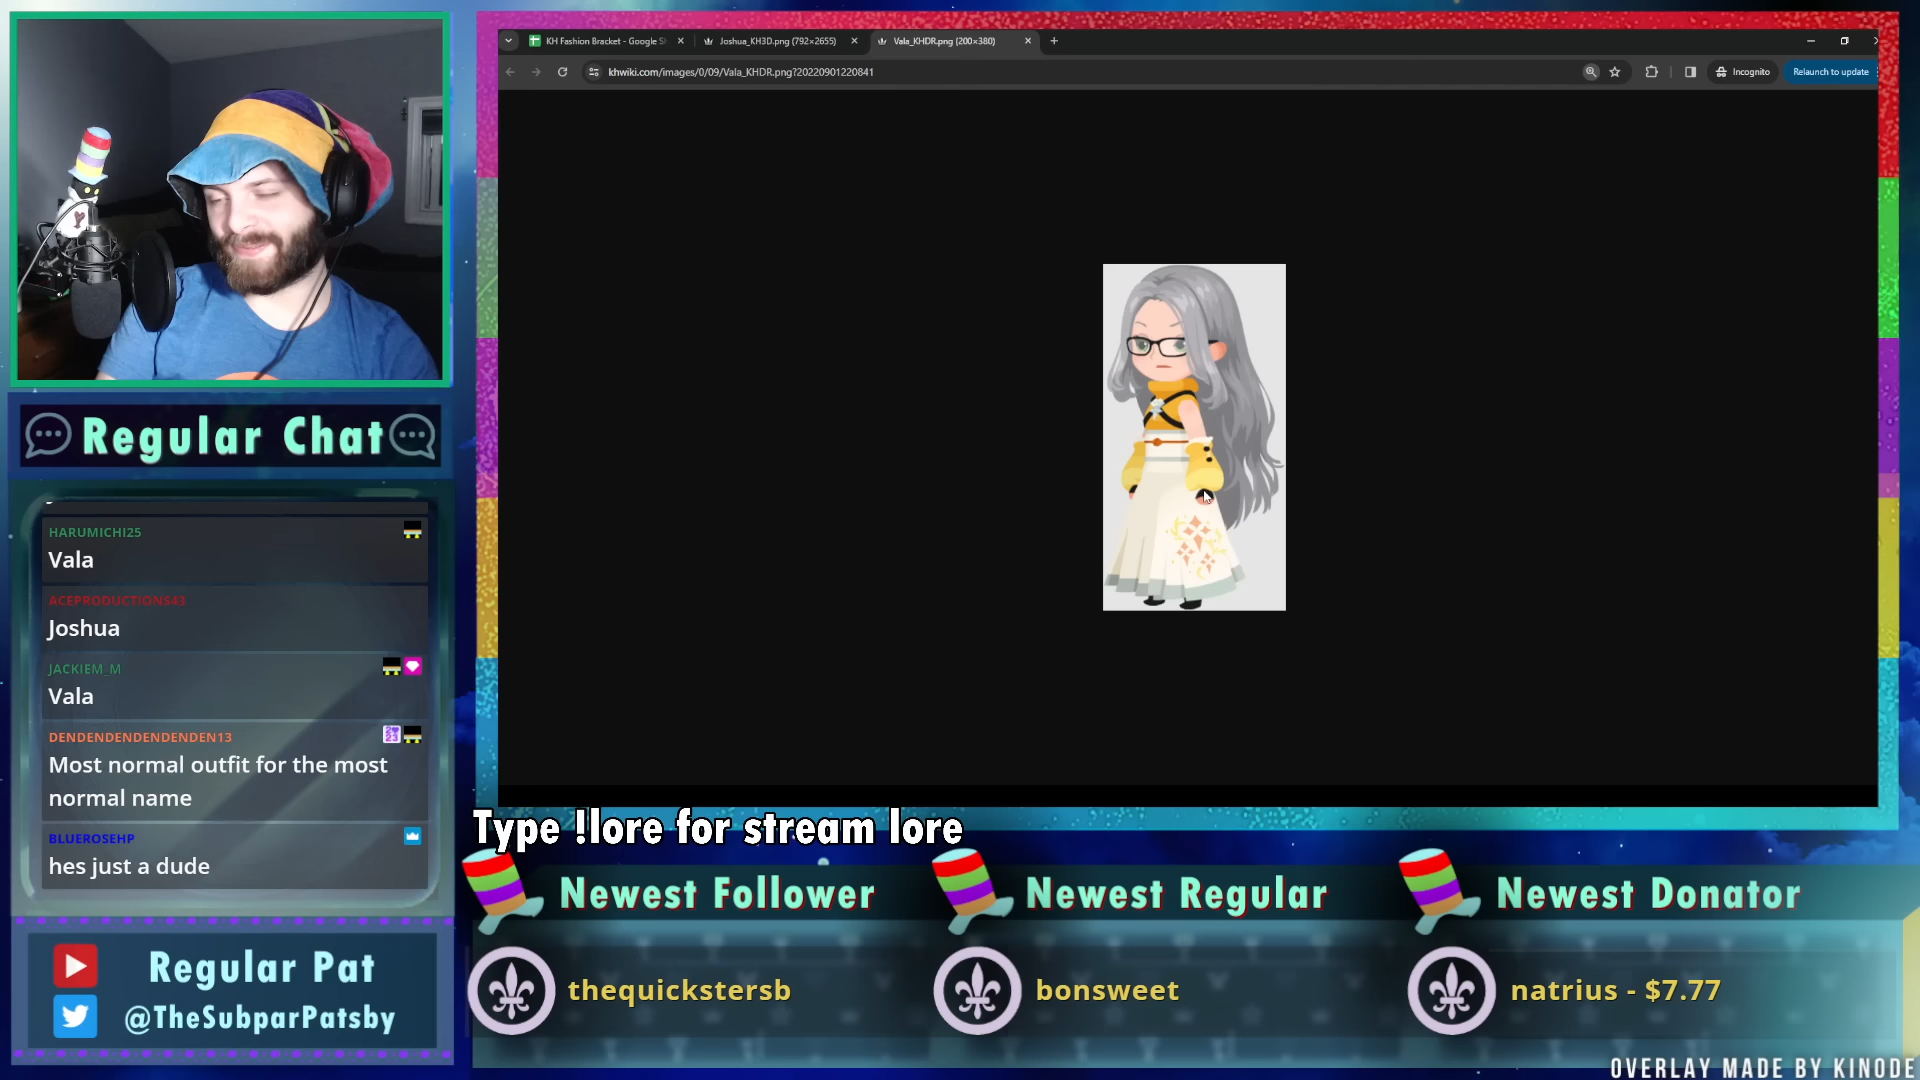 KH Fashion Bracket - Google Sh
Joshua_KH3D.png (792×2655)
Vala_KHDR.png (200×380)
khwiki.com/images/0/09/Vala_KHDR.png?20220901220841
Incognito
Relaunch to update
Regular Chat
HARUMICHI25
Vala
ACEPRODUCTIONS43
Joshua
JACKIEM_M
Vala
DENDENDENDENDENDEN13
Most normal outfit for the most
normal name
BLUEROSEHP
hes just a dude
Regular Pat
@TheSubparPatsby
Type !lore for stream lore
Newest Follower
thequickstersb
Newest Regular
bonsweet
Newest Donator
natrius - $7.77
OVERLAY MADE BY KINODE